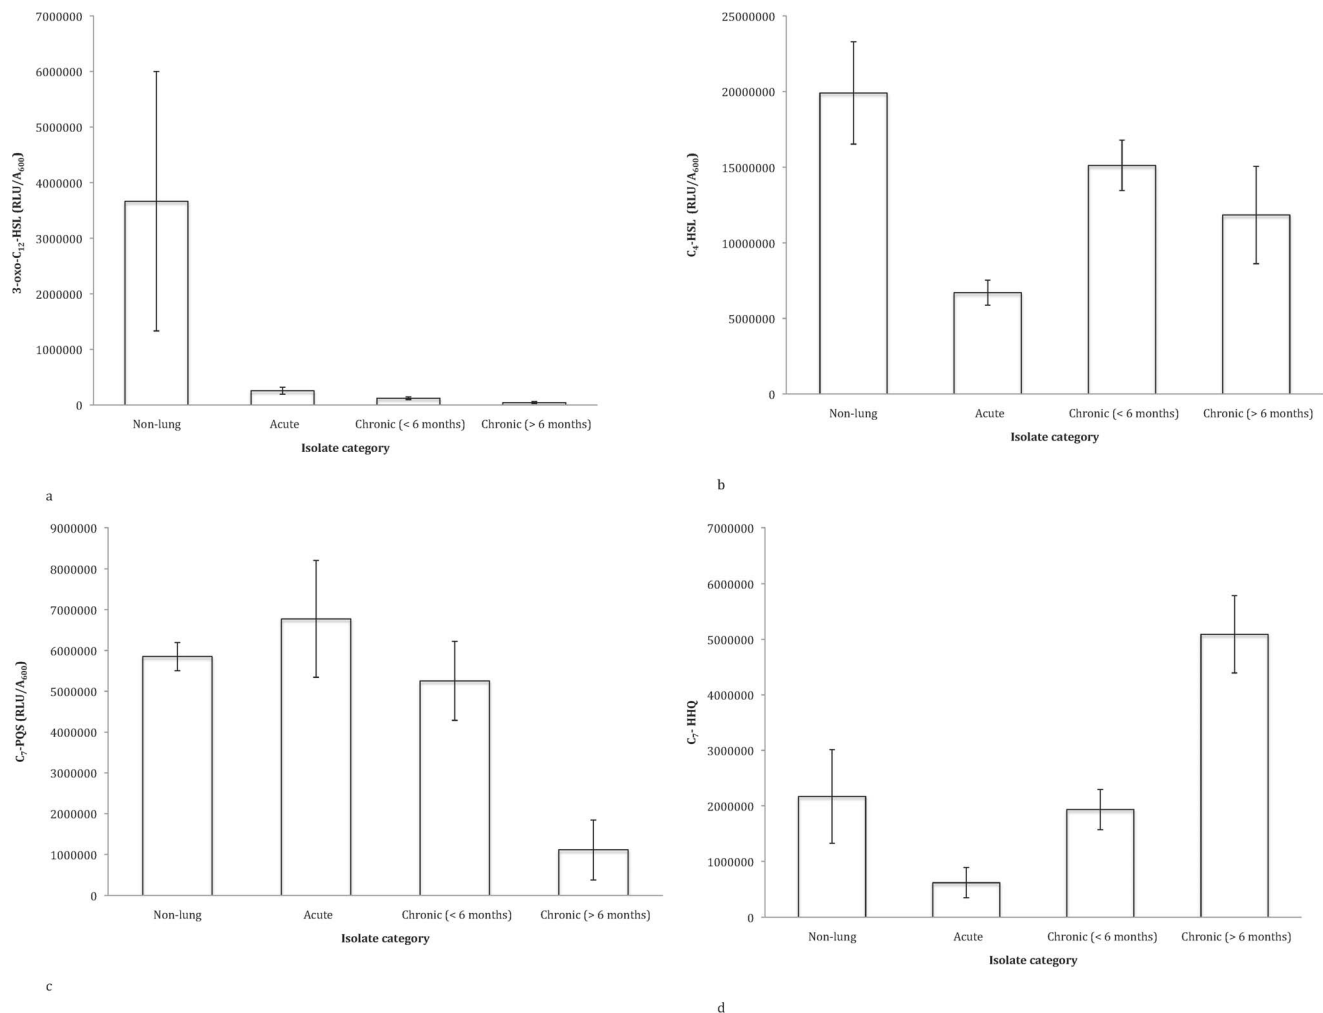 7000000
6000000
5000000
4000000
3000000
2000000
1000000
0
3-oxo-C₁₂-HSL (RLU/A₆₀₀)
Non-lung Acute Chronic (< 6 months) Chronic (> 6 months)
Isolate category
a
25000000
20000000
15000000
10000000
5000000
0
C₄-HSL (RLU/A₆₀₀)
Non-lung Acute Chronic (< 6 months) Chronic (> 6 months)
Isolate category
b
9000000
8000000
7000000
6000000
5000000
4000000
3000000
2000000
1000000
0
C₇-PQS (RLU/A₆₀₀)
Non-lung Acute Chronic (< 6 months) Chronic (> 6 months)
Isolate category
c
7000000
6000000
5000000
4000000
3000000
2000000
1000000
0
C₇- HHQ
Non-lung Acute Chronic (< 6 months) Chronic (> 6 months)
Isolate category
d